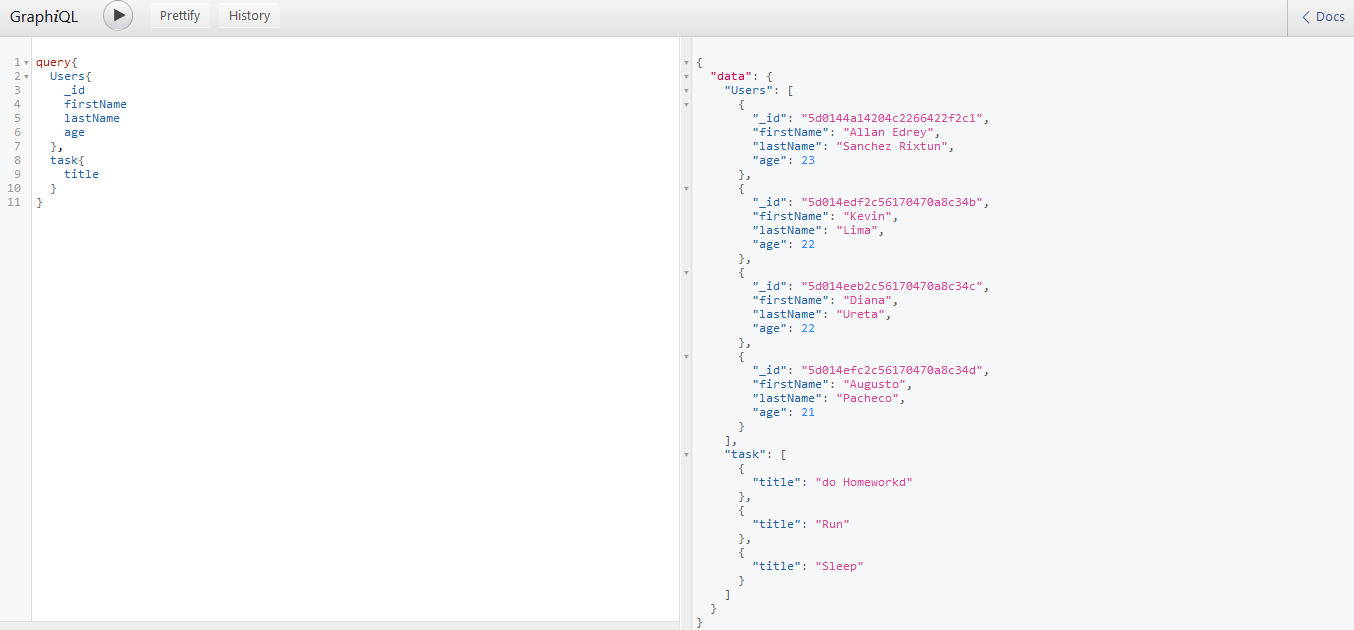 GraphiQL Prettify History Docs
1 query{
2 Users{
3 _id
4 firstName
5 lastName
6 age
7 },
8 task{
9 title
10 }
11 }
{
"data": {
"Users": [
{
"_id": "5d0144a14204c2266422f2c1",
"firstName": "Allan Edrey",
"lastName": "Sanchez Rixtun",
"age": 23
},
{
"_id": "5d014edf2c56170470a8c34b",
"firstName": "Kevin",
"lastName": "Lima",
"age": 22
},
{
"_id": "5d014eeb2c56170470a8c34c",
"firstName": "Diana",
"lastName": "Ureta",
"age": 22
},
{
"_id": "5d014efc2c56170470a8c34d",
"firstName": "Augusto",
"lastName": "Pacheco",
"age": 21
}
],
"task": [
{
"title": "do Homeworkd"
},
{
"title": "Run"
},
{
"title": "Sleep"
}
]
}
}